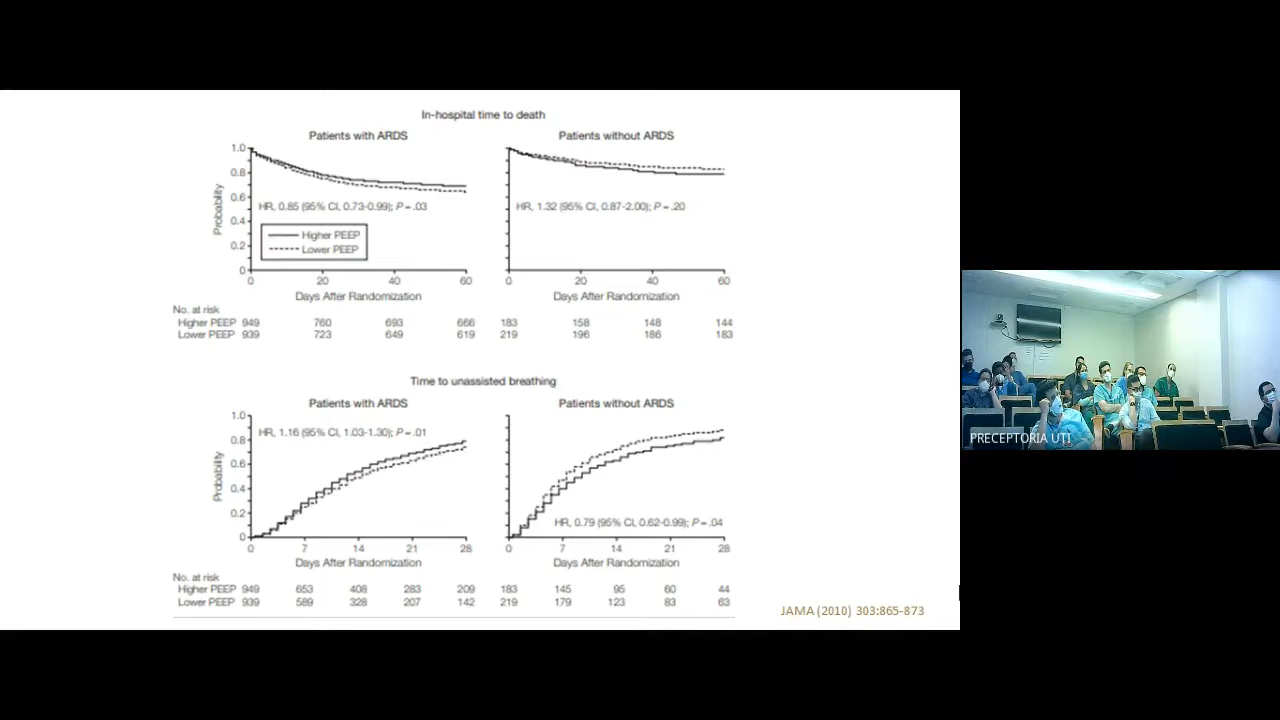 In-hospital time to death
Patients with ARDS
Patients without ARDS
1.0
0.8
0.6
0.4
0.2
0
Probability
HR, 0.85 (95% CI, 0.73-0.99); P = .03
Higher PEEP
Lower PEEP
HR, 1.32 (95% CI, 0.87-2.00); P = .20
0 20 40 60
0 20 40 60
Days After Randomization
Days After Randomization
No. at risk
Higher PEEP 949 760 693 666 183 158 148 144
Lower PEEP 939 723 649 619 219 196 186 183
Time to unassisted breathing
Patients with ARDS
Patients without ARDS
1.0
0.8
0.6
0.4
0.2
0
Probability
HR, 1.16 (95% CI, 1.03-1.30); P = .01
HR, 0.79 (95% CI, 0.62-0.99); P = .04
0 7 14 21 28
0 7 14 21 28
Days After Randomization
Days After Randomization
No. at risk
Higher PEEP 949 653 408 283 209 183 145 95 60 44
Lower PEEP 939 589 328 207 142 219 179 123 83 63
JAMA (2010) 303:865-873
PRECEPTORIA UTI